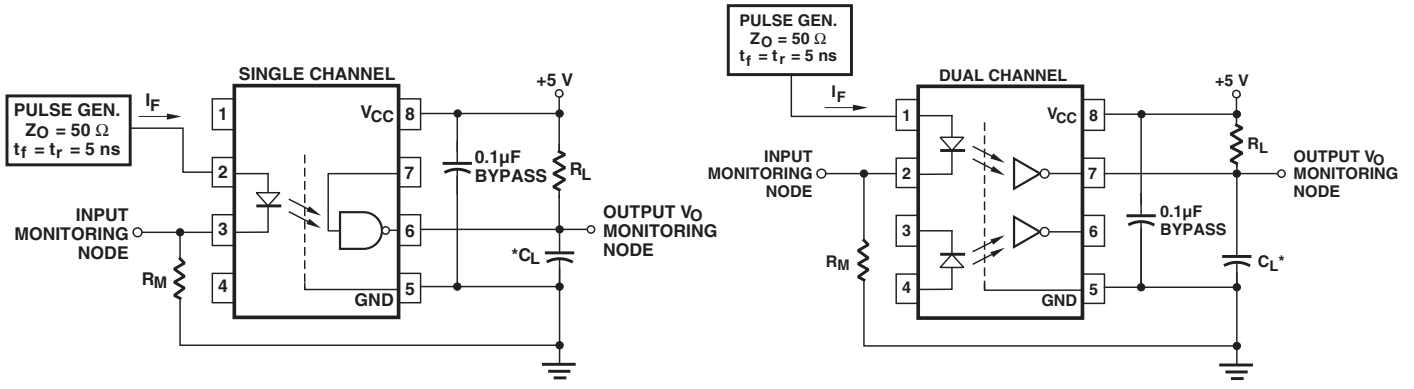 PULSE GEN.
ZO = 50 Ω
tf = tr = 5 ns
IF
SINGLE CHANNEL
1
2
3
4
VCC
8
7
6
5
GND
+5 V
0.1µF
BYPASS
RL
*CL
INPUT
MONITORING
NODE
RM
OUTPUT VO
MONITORING
NODE
PULSE GEN.
ZO = 50 Ω
tf = tr = 5 ns
IF
DUAL CHANNEL
1
2
3
4
VCC
8
7
6
5
GND
+5 V
RL
0.1µF
BYPASS
CL*
INPUT
MONITORING
NODE
RM
OUTPUT VO
MONITORING
NODE